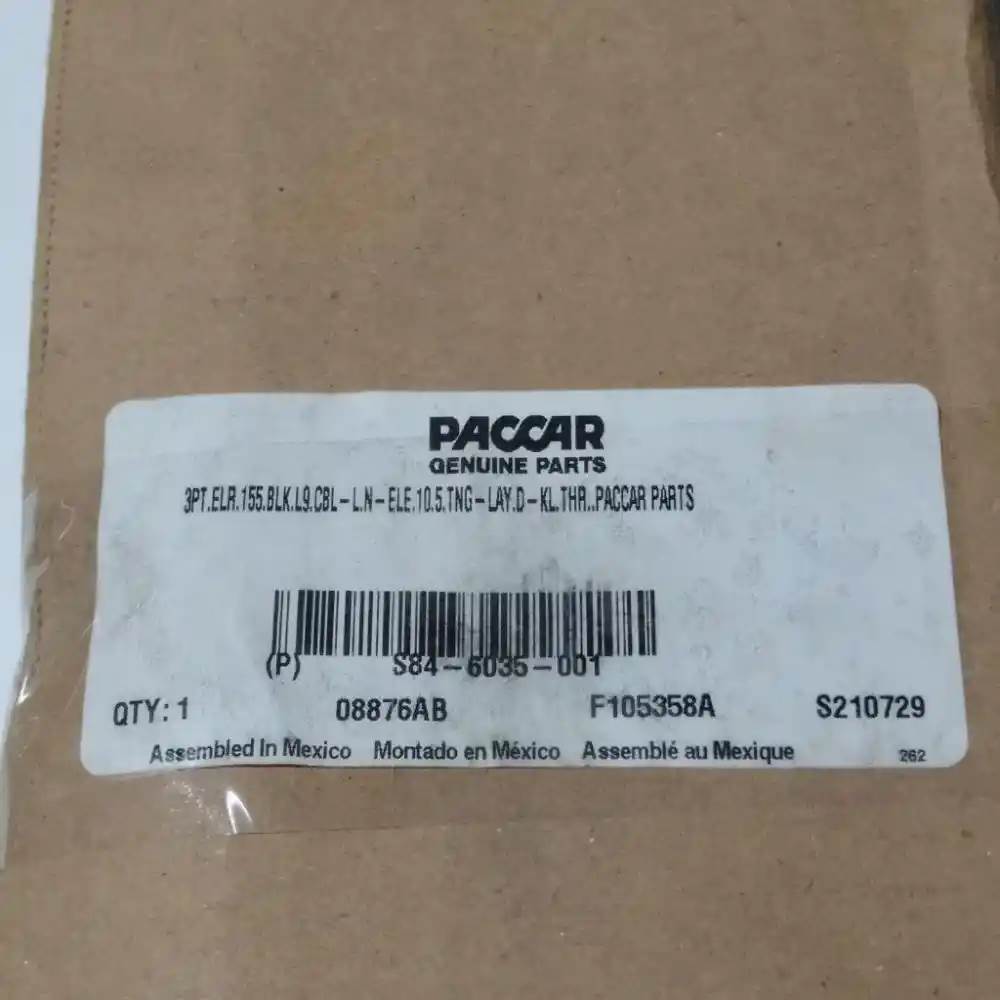 PACCAR
GENUINE PARTS
3PT.ELR.155.BLK.L9.CBL-L.N-ELE.10.5.TNG-LAY.D-KL.THR..PACCAR PARTS
(P) S84-6035-001
QTY: 1 08876AB F105358A S210729
Assembled In Mexico Montado en México Assemblé au Mexique 262